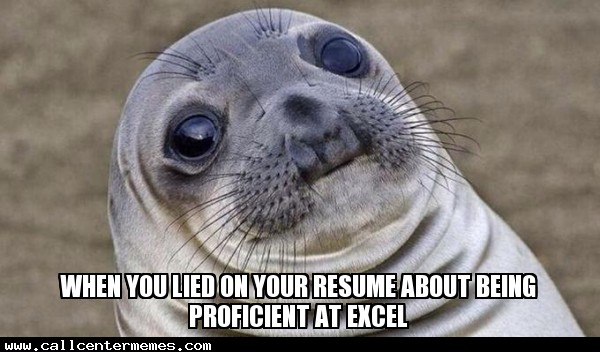 WHEN YOU LIED ON YOUR RESUME ABOUT BEING
PROFICIENT AT EXCEL
www.callcentermemes.com